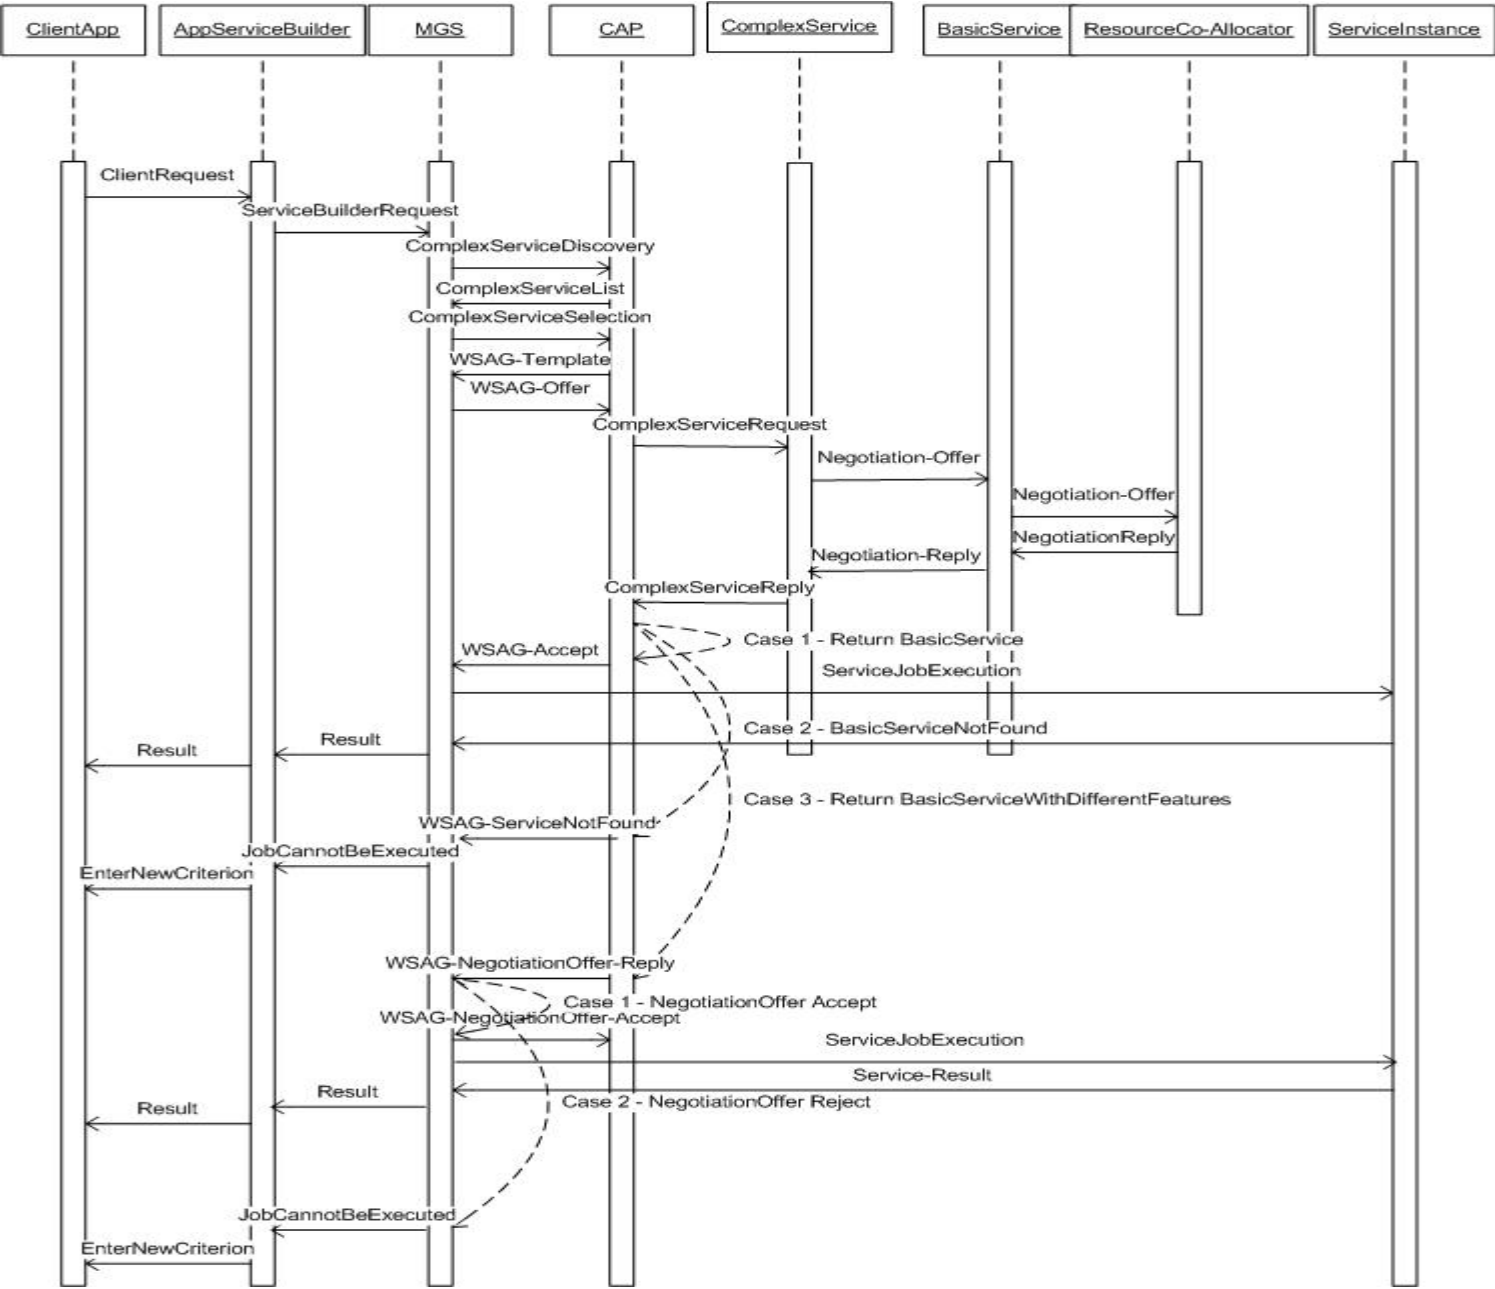 ClientApp
AppServiceBuilder
MGS
CAP
ComplexService
BasicService
ResourceCo-Allocator
ServiceInstance
ClientRequest
ServiceBuilderRequest
ComplexServiceDiscovery
ComplexServiceList
ComplexServiceSelection
WSAG-Template
WSAG-Offer
ComplexServiceRequest
Negotiation-Offer
Negotiation-Offer
NegotiationReply
Negotiation-Reply
ComplexServiceReply
Case 1 - Return BasicService
WSAG-Accept
ServiceJobExecution
Case 2 - BasicServiceNotFound
Result
Result
Case 3 - Return BasicServiceWithDifferentFeatures
WSAG-ServiceNotFound
JobCannotBeExecuted
EnterNewCriterion
WSAG-NegotiationOffer-Reply
Case 1 - NegotiationOffer Accept
WSAG-NegotiationOffer-Accept
ServiceJobExecution
Service-Result
Result
Case 2 - NegotiationOffer Reject
Result
JobCannotBeExecuted
EnterNewCriterion